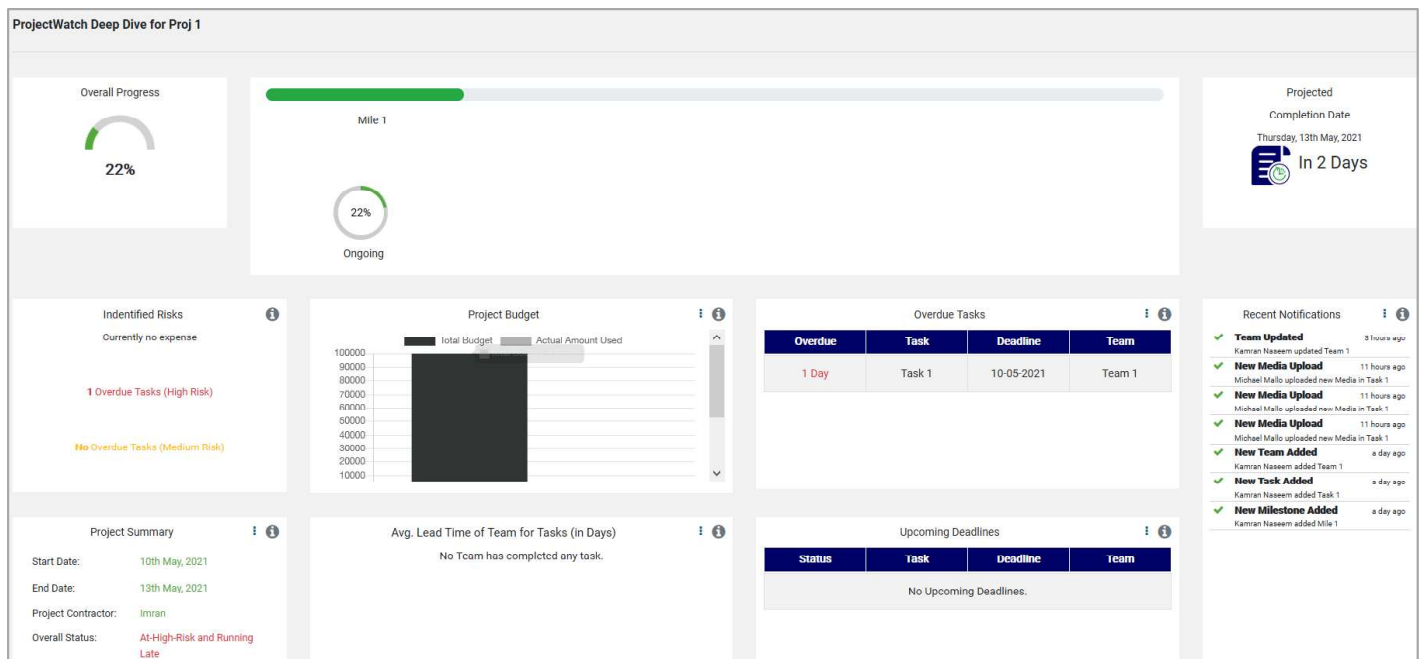 ProjectWatch Deep Dive for Proj 1
Overall Progress
22%
Mile 1
22%
Ongoing
Projected
Completion Date
Thursday, 13th May, 2021
In 2 Days
Indentified Risks
Currently no expense
1 Overdue Tasks (High Risk)
No Overdue Tasks (Medium Risk)
Project Budget
Total Budget Actual Amount Used
100000
90000
80000
70000
60000
50000
40000
30000
20000
10000
Overdue Tasks
Overdue Task Deadline Team
1 Day Task 1 10-05-2021 Team 1
Recent Notifications
Team Updated 3 hours ago
Kamran Naseem updated Team 1
New Media Upload 11 hours ago
Michael Mallo uploaded new Media in Task 1
New Media Upload 11 hours ago
Michael Mallo uploaded new Media in Task 1
New Media Upload 11 hours ago
Michael Mallo uploaded new Media in Task 1
New Team Added a day ago
Kamran Naseem added Team 1
New Task Added a day ago
Kamran Naseem added Task 1
New Milestone Added a day ago
Kamran Naseem added Mile 1
Project Summary
Start Date: 10th May, 2021
End Date: 13th May, 2021
Project Contractor: Imran
Overall Status: At-High-Risk and Running
Late
Avg. Lead Time of Team for Tasks (in Days)
No Team has completed any task.
Upcoming Deadlines
Status Task Deadline Team
No Upcoming Deadlines.